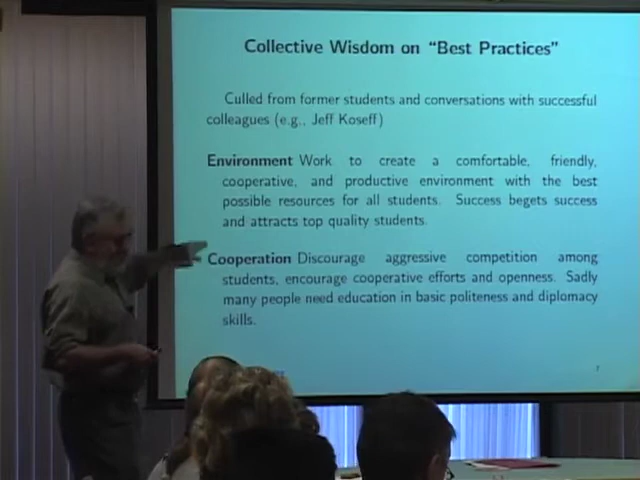 Collective Wisdom on "Best Practices"
Culled from former students and conversations with successful
colleagues (e.g., Jeff Koseff)
Environment Work to create a comfortable, friendly,
cooperative, and productive environment with the best
possible resources for all students. Success begets success
and attracts top quality students.
Cooperation Discourage aggressive competition among
students, encourage cooperative efforts and openness. Sadly
many people need education in basic politeness and diplomacy
skills.